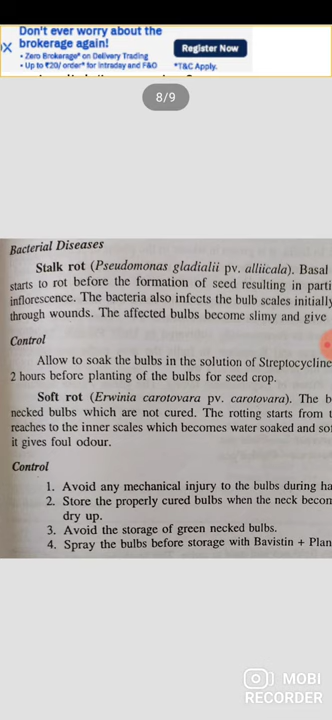 Don't ever worry about the
brokerage again!
• Zero Brokerage* on Delivery Trading
• Up to ₹20/ order* for Intraday and F&O
Register Now
*T&C Apply.
8/9
Bacterial Diseases
Stalk rot (Pseudomonas gladialii pv. alliicala). Basal
starts to rot before the formation of seed resulting in parti
inflorescence. The bacteria also infects the bulb scales initially
through wounds. The affected bulbs become slimy and give
Control
Allow to soak the bulbs in the solution of Streptocycline
2 hours before planting of the bulbs for seed crop.
Soft rot (Erwinia carotovara pv. carotovara). The b
necked bulbs which are not cured. The rotting starts from t
reaches to the inner scales which becomes water soaked and so
it gives foul odour.
Control
1. Avoid any mechanical injury to the bulbs during ha
2. Store the properly cured bulbs when the neck becom
dry up.
3. Avoid the storage of green necked bulbs.
4. Spray the bulbs before storage with Bavistin + Plan
MOBI
RECORDER